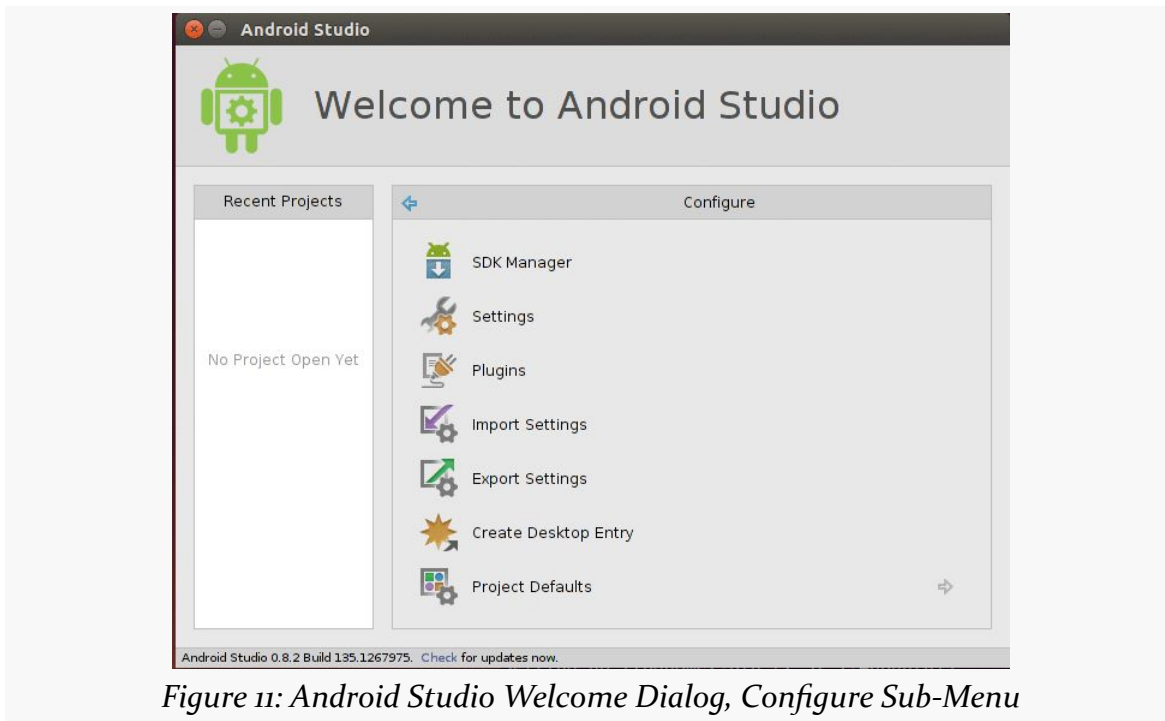 Android Studio
Welcome to Android Studio
Recent Projects
No Project Open Yet
Configure
SDK Manager
Settings
Plugins
Import Settings
Export Settings
Create Desktop Entry
Project Defaults
Android Studio 0.8.2 Build 135.1267975. Check for updates now.
Figure 11: Android Studio Welcome Dialog, Configure Sub-Menu